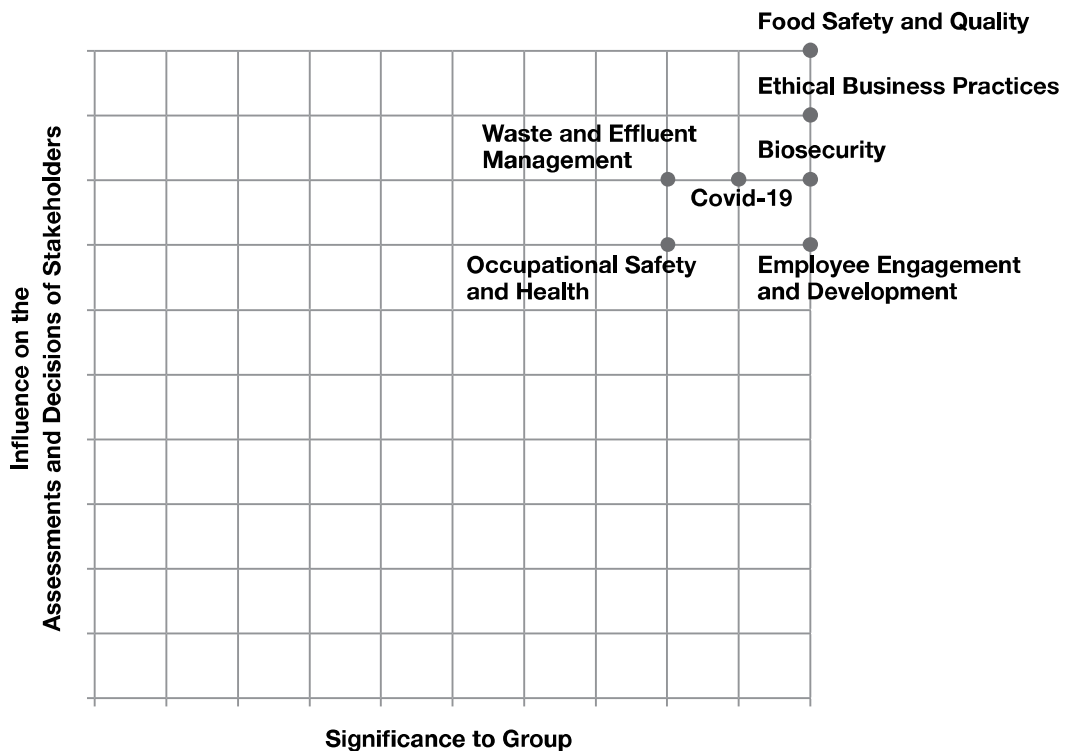 Food Safety and Quality
Ethical Business Practices
Waste and Effluent
Management
Biosecurity
Covid-19
Occupational Safety
and Health
Employee Engagement
and Development
Influence on the
Assessments and Decisions of Stakeholders
Significance to Group